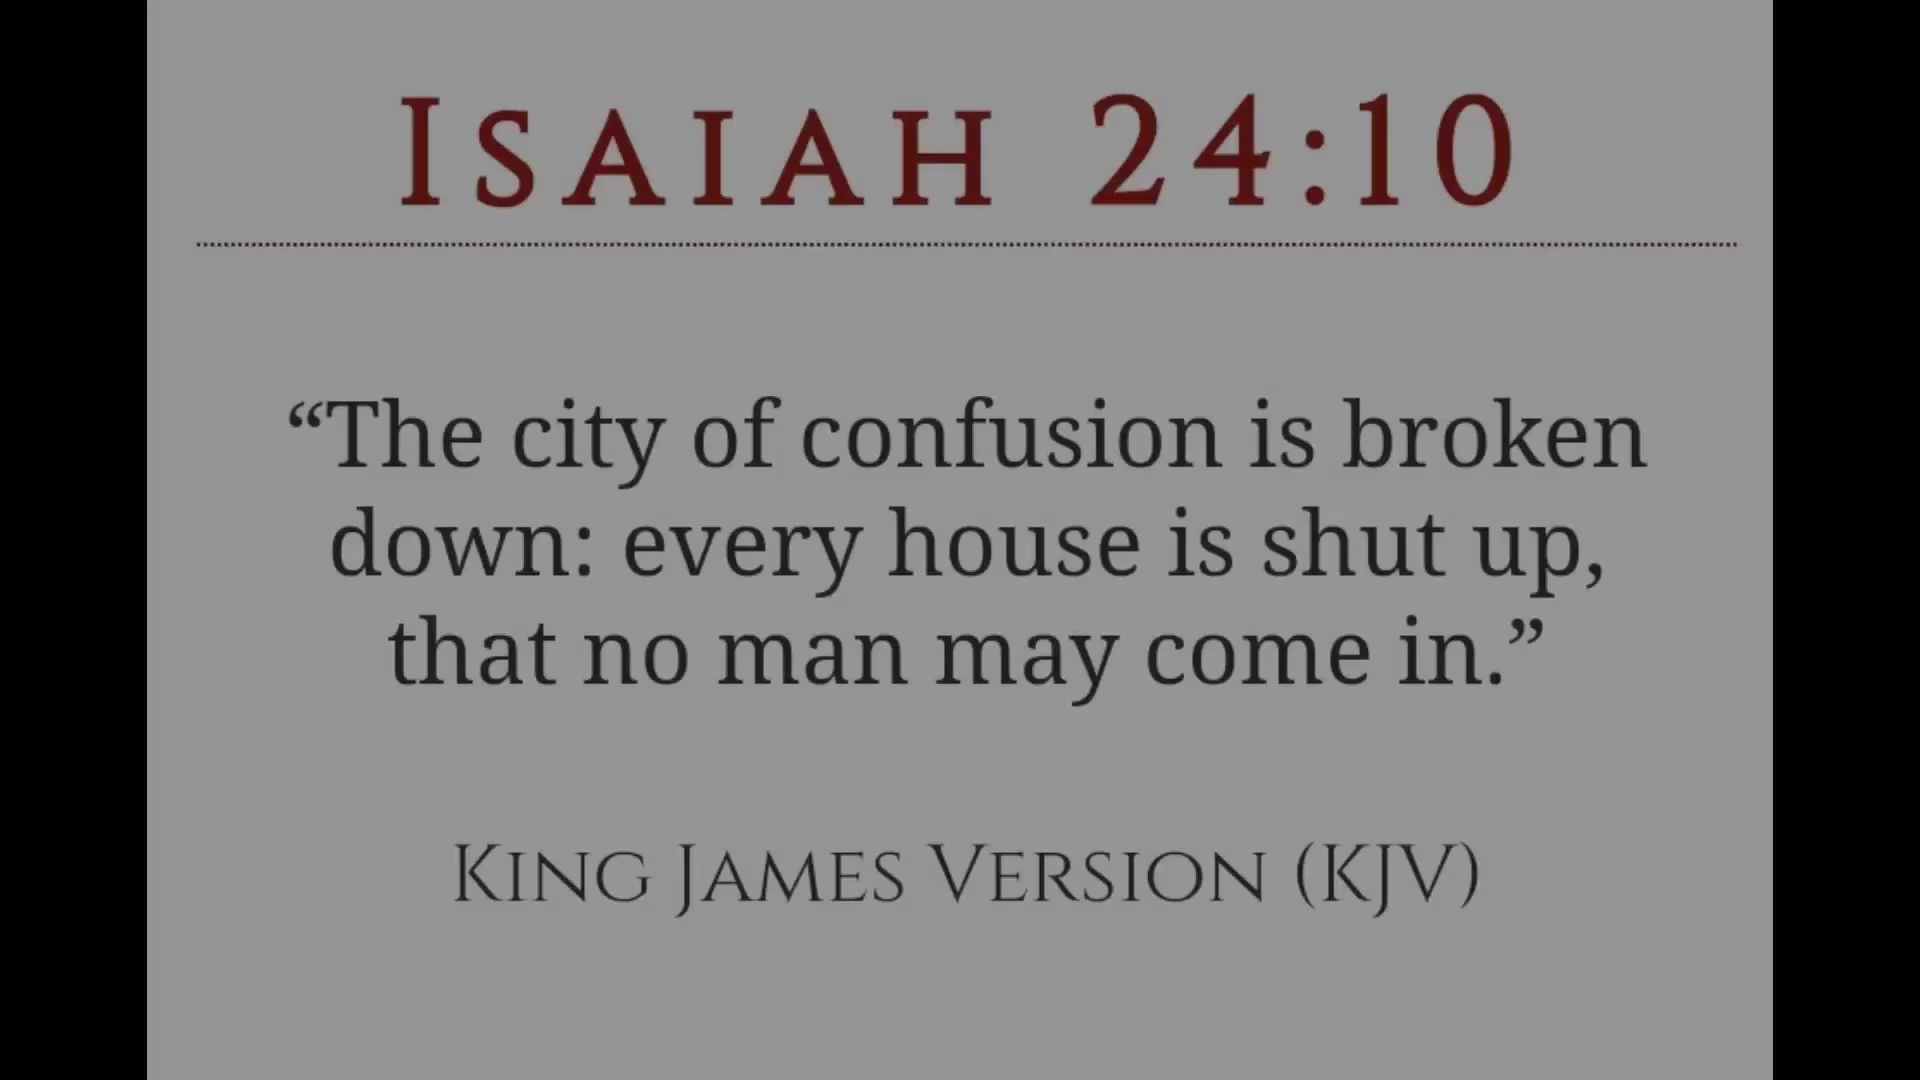 Isaiah 24:10
“The city of confusion is broken
down: every house is shut up,
that no man may come in.”
King James Version (KJV)